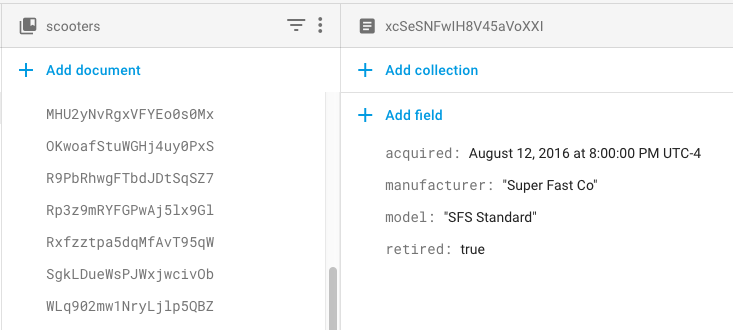 scooters
Add document
MHU2yNvRgxVFYEo0s0Mx
OKwoafStuWGHj4uy0PxS
R9PbRhwgFTbdJDtSqSZ7
Rp3z9mRYFGPwAj5lx9Gl
Rxfzztpa5dqMfAvT95qW
SgkLDueWsPJWxjwcivOb
WLq902mw1NryLjlp5QBZ
xcSeSNFwIH8V45aVoXXI
Add collection
Add field
acquired: August 12, 2016 at 8:00:00 PM UTC-4
manufacturer: "Super Fast Co"
model: "SFS Standard"
retired: true